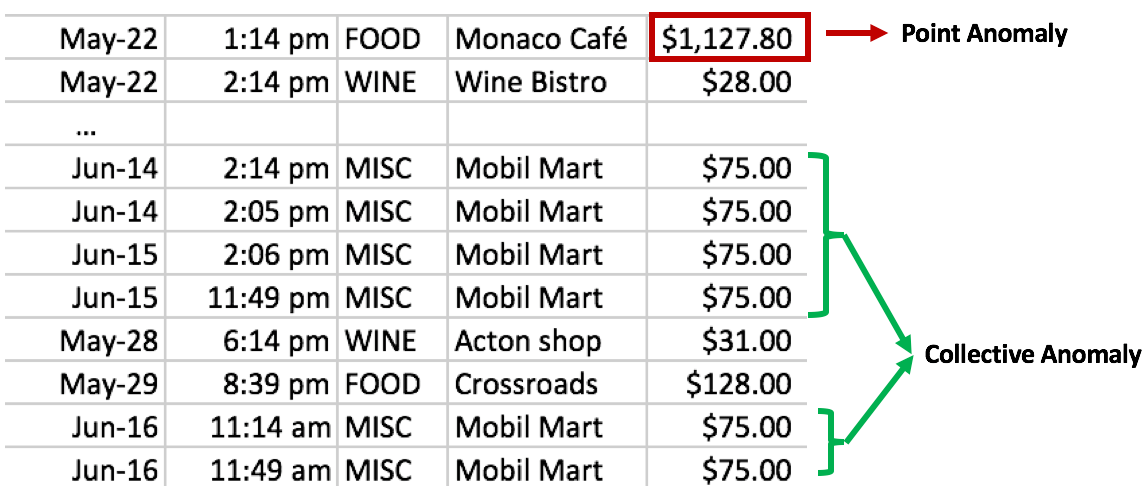 May-22 1:14 pm FOOD Monaco Café $1,127.80 Point Anomaly
May-22 2:14 pm WINE Wine Bistro $28.00
...
Jun-14 2:14 pm MISC Mobil Mart $75.00
Jun-14 2:05 pm MISC Mobil Mart $75.00
Jun-15 2:06 pm MISC Mobil Mart $75.00
Jun-15 11:49 pm MISC Mobil Mart $75.00
May-28 6:14 pm WINE Acton shop $31.00
Collective Anomaly
May-29 8:39 pm FOOD Crossroads $128.00
Jun-16 11:14 am MISC Mobil Mart $75.00
Jun-16 11:49 am MISC Mobil Mart $75.00